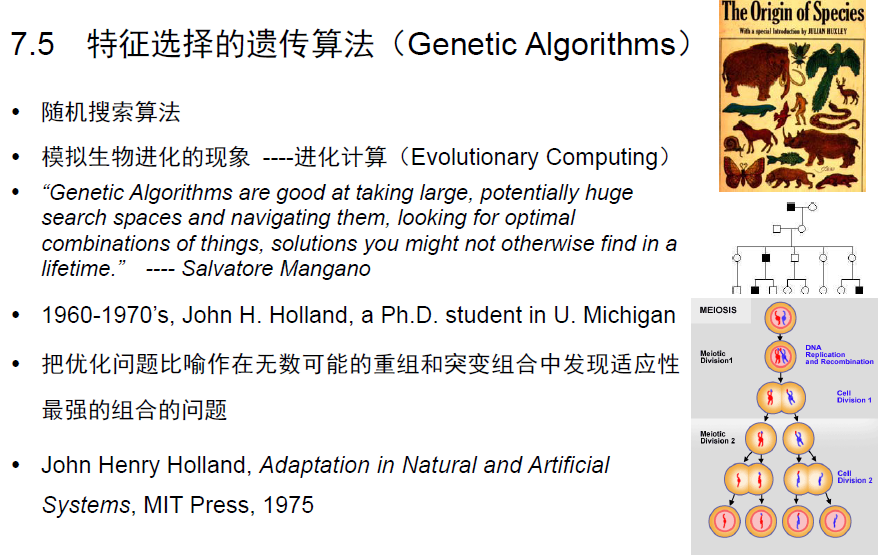 7.5 特征选择的遗传算法（Genetic Algorithms）
• 随机搜索算法
• 模拟生物进化的现象 ----进化计算（Evolutionary Computing）
• “Genetic Algorithms are good at taking large, potentially huge
search spaces and navigating them, looking for optimal
combinations of things, solutions you might not otherwise find in a
lifetime.” ---- Salvatore Mangano
• 1960-1970’s, John H. Holland, a Ph.D. student in U. Michigan
• 把优化问题比喻作在无数可能的重组和突变组合中发现适应性
最强的组合的问题
• John Henry Holland, Adaptation in Natural and Artificial
Systems, MIT Press, 1975
The Origin of Species
With a special Introduction by JULIAN HUXLEY
MEIOSIS
Meiotic
Division1
DNA
Replication
and Recombination
Cell
Division 1
Meiotic
Division 2
Cell
Division 2